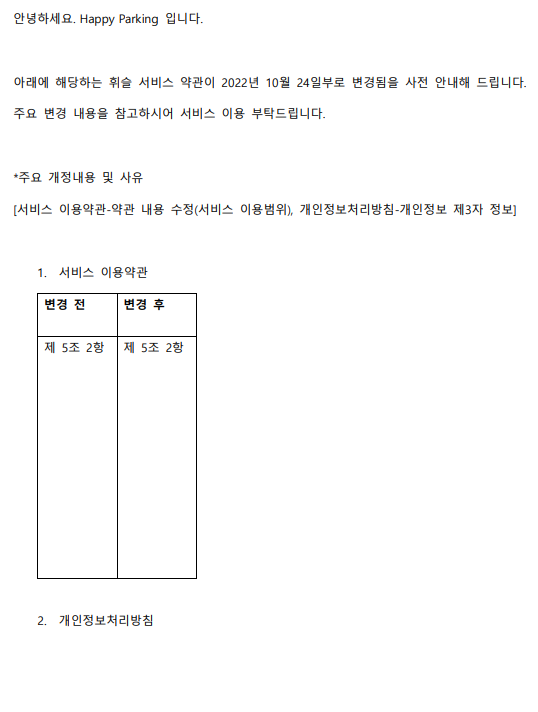 안녕하세요. Happy Parking 입니다.
아래에 해당하는 휘슬 서비스 약관이 2022년 10월 24일부로 변경됨을 사전 안내해 드립니다.
주요 변경 내용을 참고하시어 서비스 이용 부탁드립니다.
*주요 개정내용 및 사유
[서비스 이용약관-약관 내용 수정(서비스 이용범위), 개인정보처리방침-개인정보 제3자 정보]
1. 서비스 이용약관
변경 전 변경 후
제 5조 2항 제 5조 2항
2. 개인정보처리방침